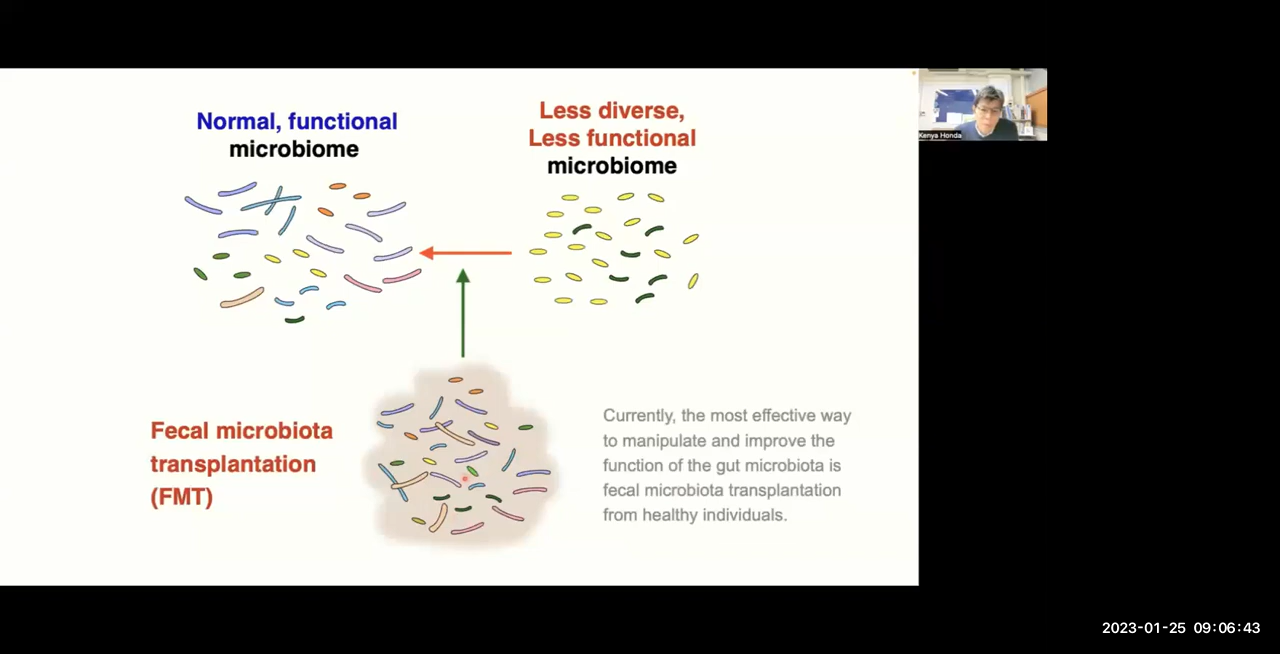 Normal, functional
microbiome
Less diverse,
Less functional
microbiome
Kenya Honda
Fecal microbiota
transplantation
(FMT)
Currently, the most effective way
to manipulate and improve the
function of the gut microbiota is
fecal microbiota transplantation
from healthy individuals.
2023-01-25 09:06:43